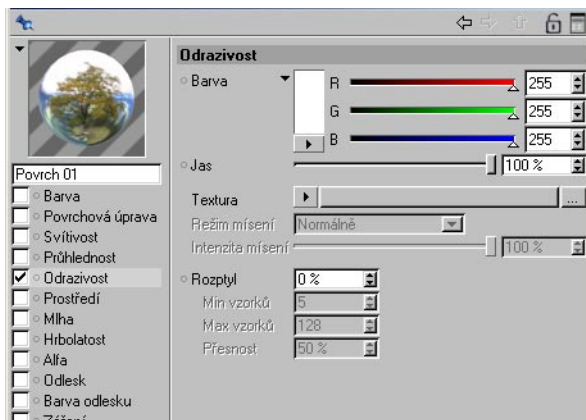 Odrazivost
Barva
R 255
G 255
B 255
Jas 100 %
Textura ...
Režim mísení Normálně
Intenzita mísení 100 %
Rozptyl 0 %
Min vzorků 5
Max vzorků 128
Přesnost 50 %
Povrch 01
Barva
Povrchová úprava
Svítivost
Průhlednost
Odrazivost
Prostředí
Mlha
Hrbolatost
Alfa
Odlesk
Barva odlesku